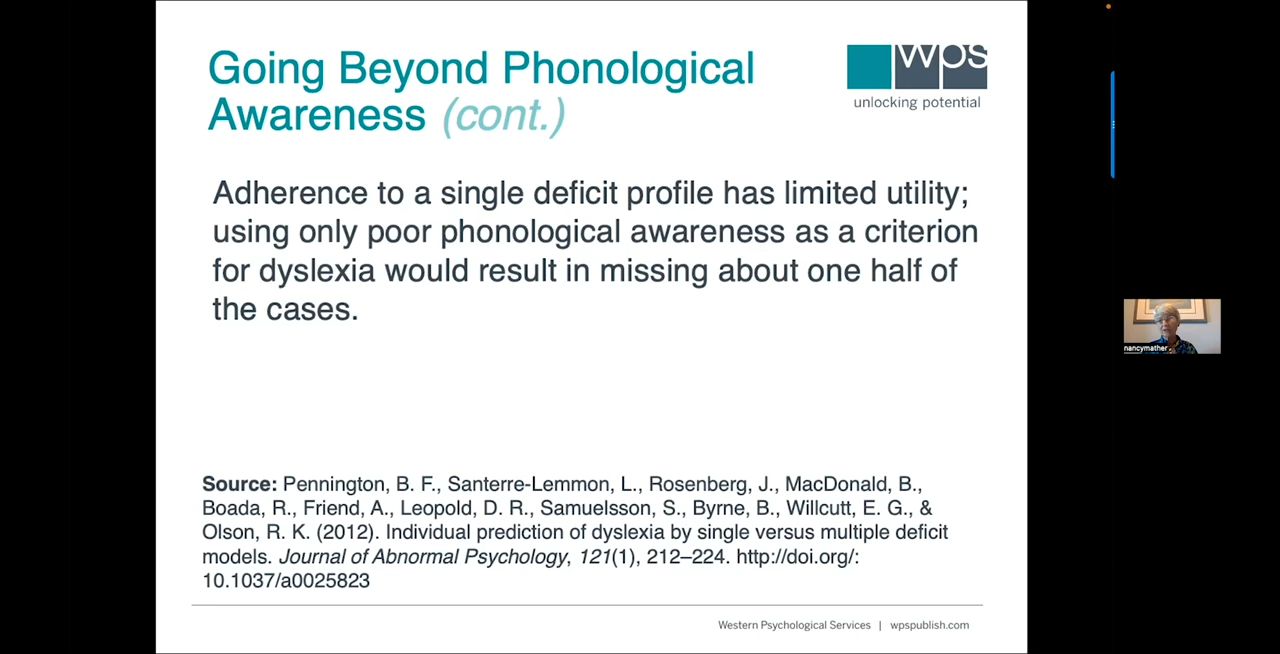 Going Beyond Phonological
Awareness (cont.)
wps
unlocking potential
Adherence to a single deficit profile has limited utility;
using only poor phonological awareness as a criterion
for dyslexia would result in missing about one half of
the cases.
Source: Pennington, B. F., Santerre-Lemmon, L., Rosenberg, J., MacDonald, B.,
Boada, R., Friend, A., Leopold, D. R., Samuelsson, S., Byrne, B., Willcutt, E. G., &
Olson, R. K. (2012). Individual prediction of dyslexia by single versus multiple deficit
models. Journal of Abnormal Psychology, 121(1), 212–224. http://doi.org/:
10.1037/a0025823
Western Psychological Services | wpspublish.com
nancymather